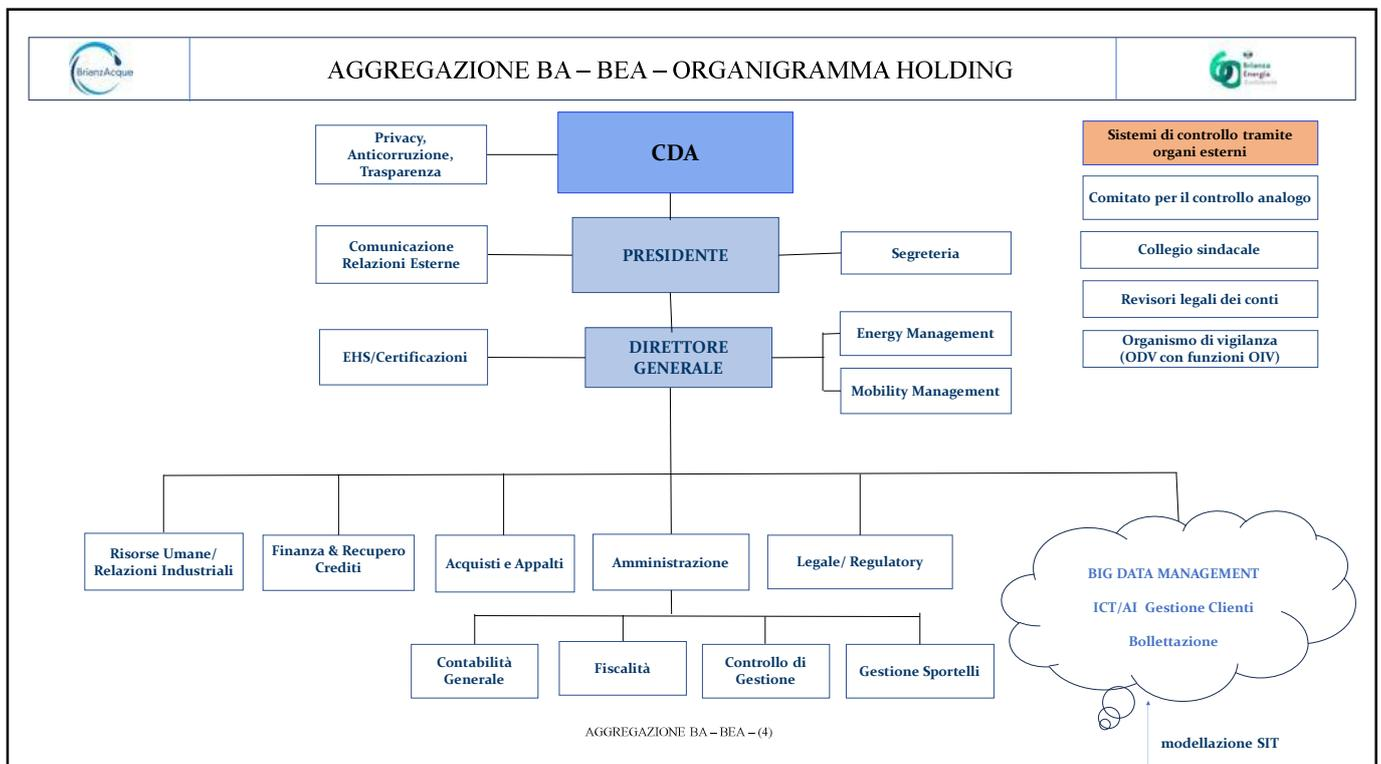 BrianzAcque
AGGREGAZIONE BA – BEA – ORGANIGRAMMA HOLDING
Brianza
Energia
Privacy,
Anticorruzione,
Trasparenza
CDA
Sistemi di controllo tramite
organi esterni
Comitato per il controllo analogo
Comunicazione
Relazioni Esterne
PRESIDENTE
Segreteria
Collegio sindacale
Revisori legali dei conti
EHS/Certificazioni
DIRETTORE
GENERALE
Energy Management
Mobility Management
Organismo di vigilanza
(ODV con funzioni OIV)
Risorse Umane/
Relazioni Industriali
Finanza & Recupero
Crediti
Acquisti e Appalti
Amministrazione
Legale/ Regulatory
BIG DATA MANAGEMENT
ICT/AI Gestione Clienti
Bollettazione
Contabilità
Generale
Fiscalità
Controllo di
Gestione
Gestione Sportelli
AGGREGAZIONE BA – BEA – (4)
modellazione SIT